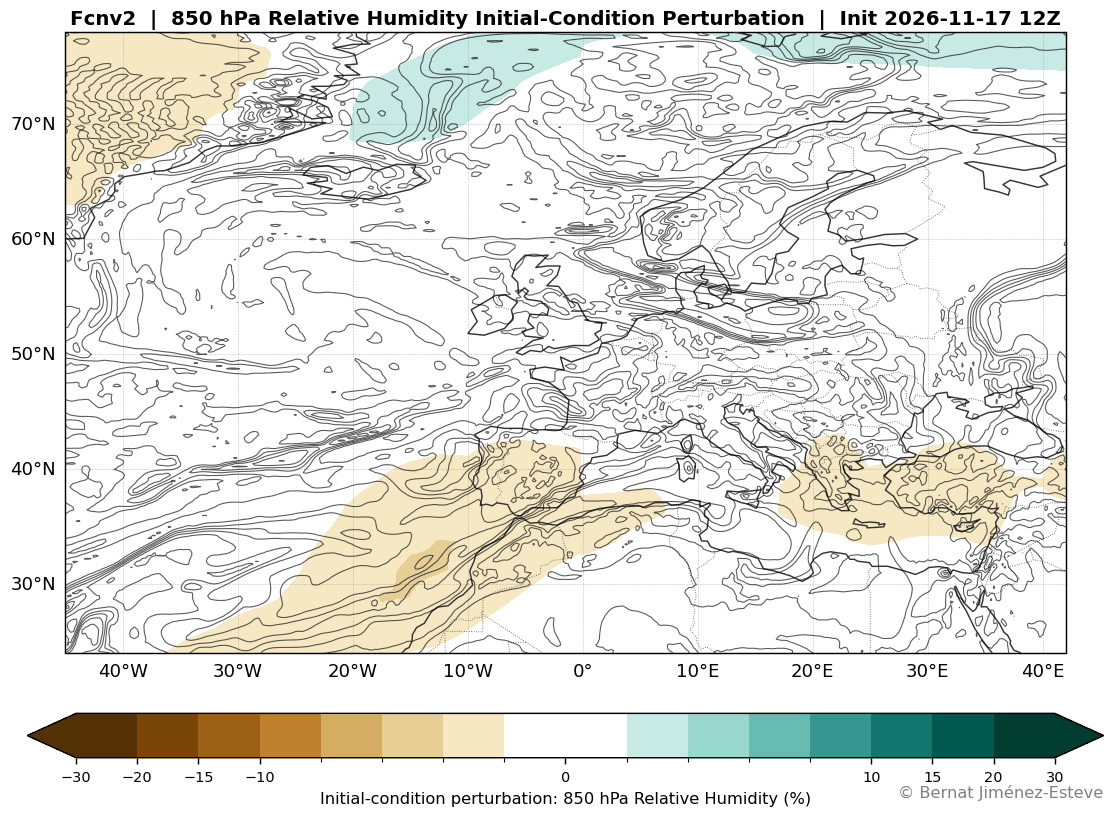 Fcnv2 | 850 hPa Relative Humidity Initial-Condition Perturbation | Init 2026-11-17 12Z
70°N
60°N
50°N
40°N
30°N
40°W 30°W 20°W 10°W 0° 10°E 20°E 30°E 40°E
−30 −20 −15 −10 0 10 15 20 30
Initial-condition perturbation: 850 hPa Relative Humidity (%)
© Bernat Jiménez-Esteve